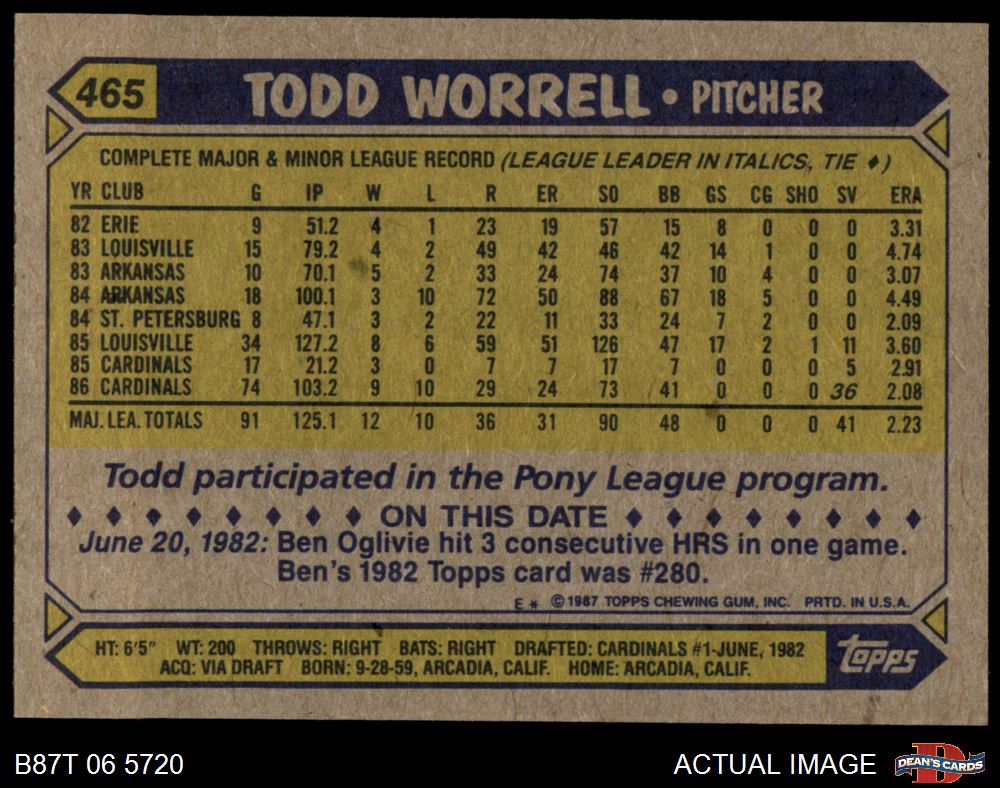 465 TODD WORRELL • PITCHER
COMPLETE MAJOR & MINOR LEAGUE RECORD (LEAGUE LEADER IN ITALICS, TIE ♦)
YR CLUB G IP W L R ER SO BB GS CG SHO SV ERA
82 ERIE 9 51.2 4 1 23 19 57 15 8 0 0 0 3.31
83 LOUISVILLE 15 79.2 4 2 49 42 46 42 14 1 0 0 4.74
83 ARKANSAS 10 70.1 5 2 33 24 74 37 10 4 0 0 3.07
84 ARKANSAS 18 100.1 3 10 72 50 88 67 18 5 0 0 4.49
84 ST. PETERSBURG 8 47.1 3 2 22 11 33 24 7 2 0 0 2.09
85 LOUISVILLE 34 127.2 8 6 59 51 126 47 17 2 1 11 3.60
85 CARDINALS 17 21.2 3 0 7 7 17 7 0 0 0 5 2.91
86 CARDINALS 74 103.2 9 10 29 24 73 41 0 0 0 36 2.08
MAJ. LEA. TOTALS 91 125.1 12 10 36 31 90 48 0 0 0 41 2.23
Todd participated in the Pony League program.
♦ ♦ ♦ ♦ ♦ ♦ ♦ ♦ ON THIS DATE ♦ ♦ ♦ ♦ ♦ ♦ ♦ ♦
June 20, 1982: Ben Oglivie hit 3 consecutive HRS in one game.
Ben's 1982 Topps card was #280.
E * ©1987 TOPPS CHEWING GUM, INC. PRTD. IN U.S.A.
HT: 6'5" WT: 200 THROWS: RIGHT BATS: RIGHT DRAFTED: CARDINALS #1-JUNE, 1982
ACQ: VIA DRAFT BORN: 9-28-59, ARCADIA, CALIF. HOME: ARCADIA, CALIF.
topps
B87T 06 5720
ACTUAL IMAGE
D
DEAN'S CARDS